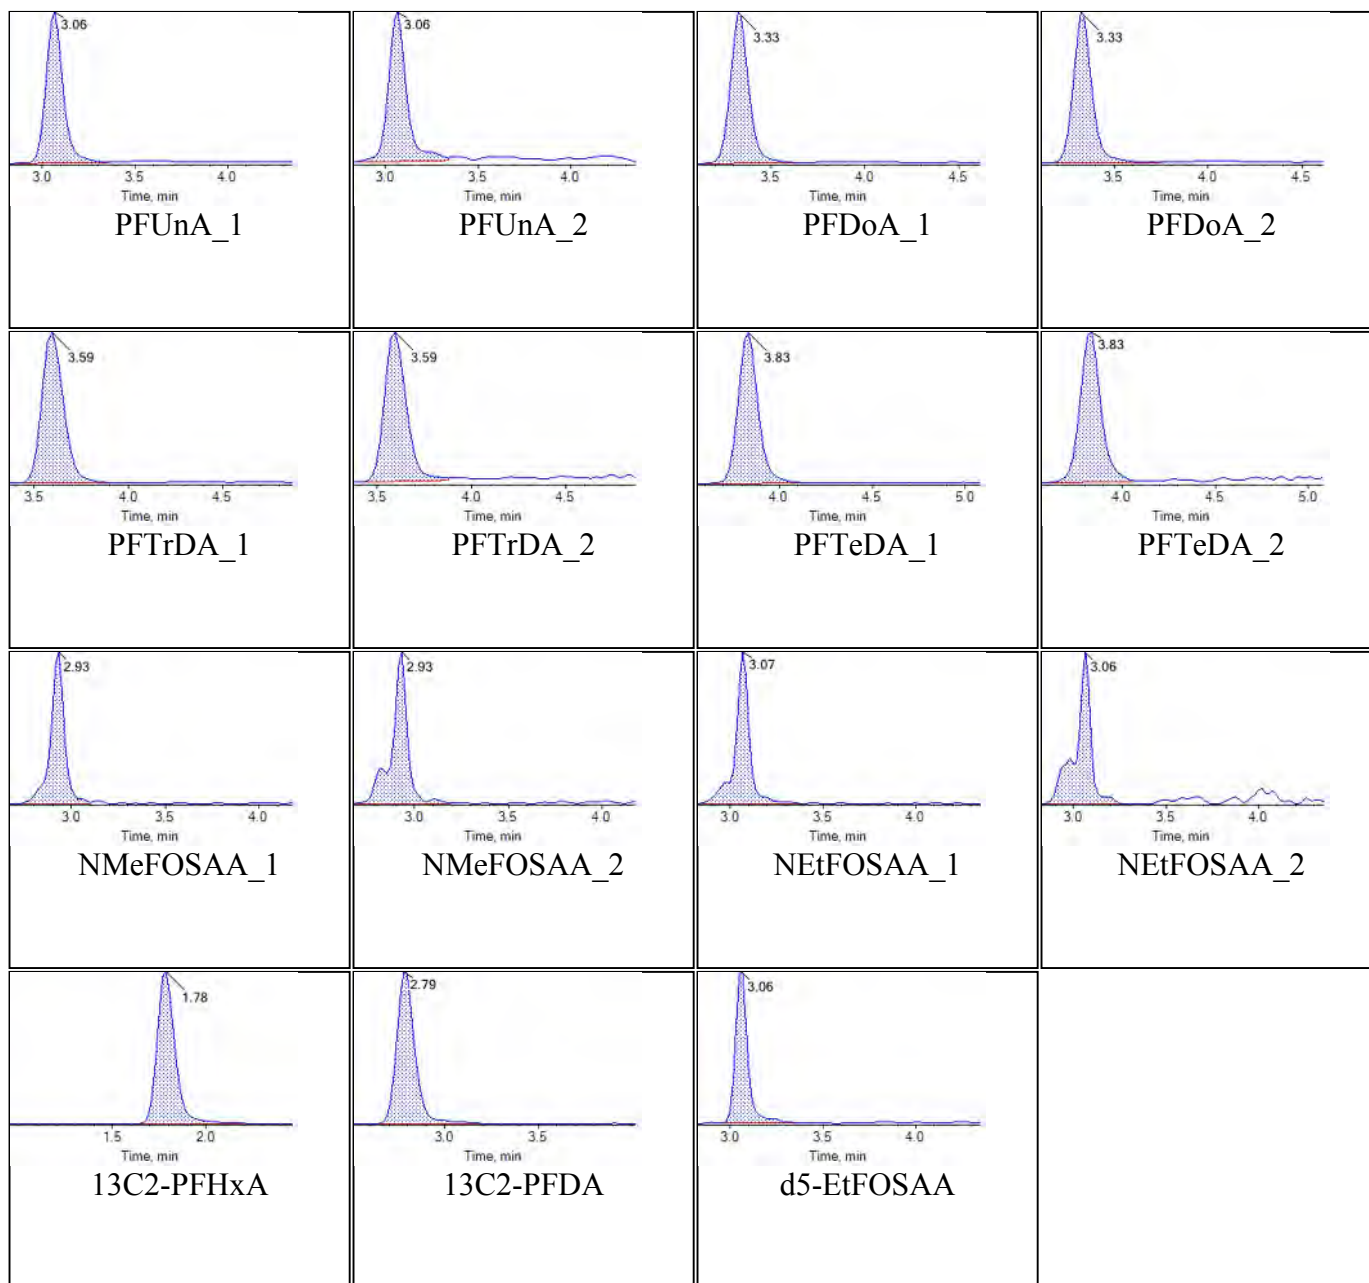 3.06
3.0 3.5 4.0
Time, min
PFUnA_1
3.06
3.0 3.5 4.0
Time, min
PFUnA_2
3.33
3.5 4.0 4.5
Time, min
PFDoA_1
3.33
3.5 4.0 4.5
Time, min
PFDoA_2
3.59
3.5 4.0 4.5
Time, min
PFTrDA_1
3.59
3.5 4.0 4.5
Time, min
PFTrDA_2
3.83
4.0 4.5 5.0
Time, min
PFTeDA_1
3.83
4.0 4.5 5.0
Time, min
PFTeDA_2
2.93
3.0 3.5 4.0
Time, min
NMeFOSAA_1
2.93
3.0 3.5 4.0
Time, min
NMeFOSAA_2
3.07
3.0 3.5 4.0
Time, min
NEtFOSAA_1
3.06
3.0 3.5 4.0
Time, min
NEtFOSAA_2
1.78
1.5 2.0
Time, min
13C2-PFHxA
2.79
3.0 3.5
Time, min
13C2-PFDA
3.06
3.0 3.5 4.0
Time, min
d5-EtFOSAA